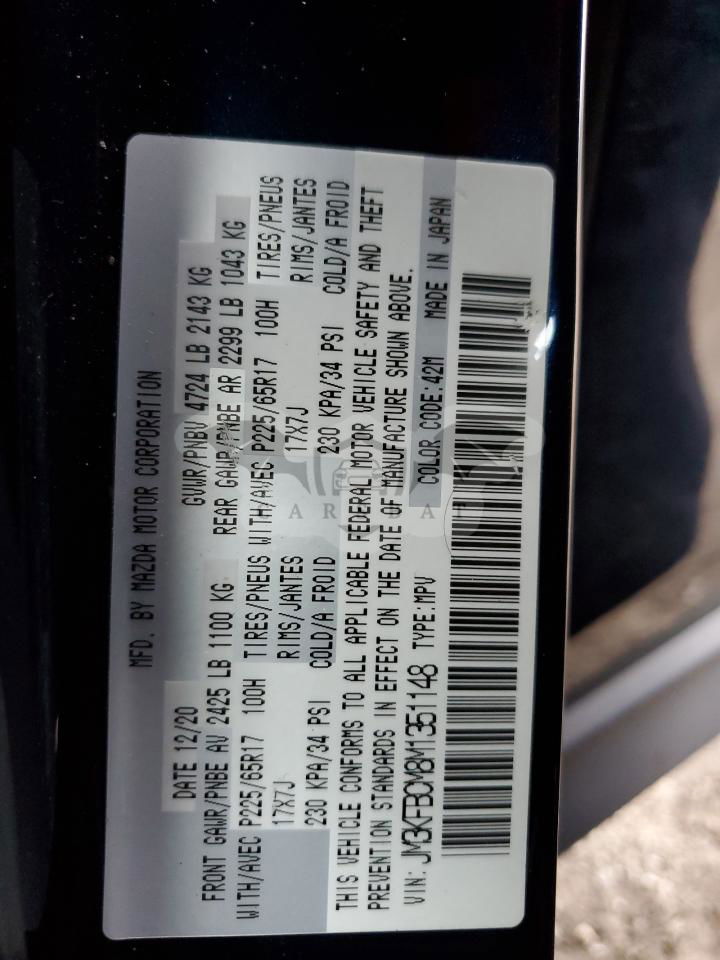 MFD. BY MAZDA MOTOR CORPORATION
DATE 12/20 GVWR/PNBV 4724 LB 2143 KG
FRONT GAWR/PNBE AV 2425 LB 1100 KG REAR GAWR/PNBE AR 2299 LB 1043 KG
WITH/AVEC P225/65R17 100H TIRES/PNEUS WITH/AVEC P225/65R17 100H TIRES/PNEUS
17X7J RIMS/JANTES 17X7J RIMS/JANTES
230 KPA/34 PSI COLD/A FROID 230 KPA/34 PSI COLD/A FROID
THIS VEHICLE CONFORMS TO ALL APPLICABLE FEDERAL MOTOR VEHICLE SAFETY AND THEFT
PREVENTION STANDARDS IN EFFECT ON THE DATE OF MANUFACTURE SHOWN ABOVE.
VIN: JM3KFBCM8M1351148 TYPE:MPV COLOR CODE:42M MADE IN JAPAN